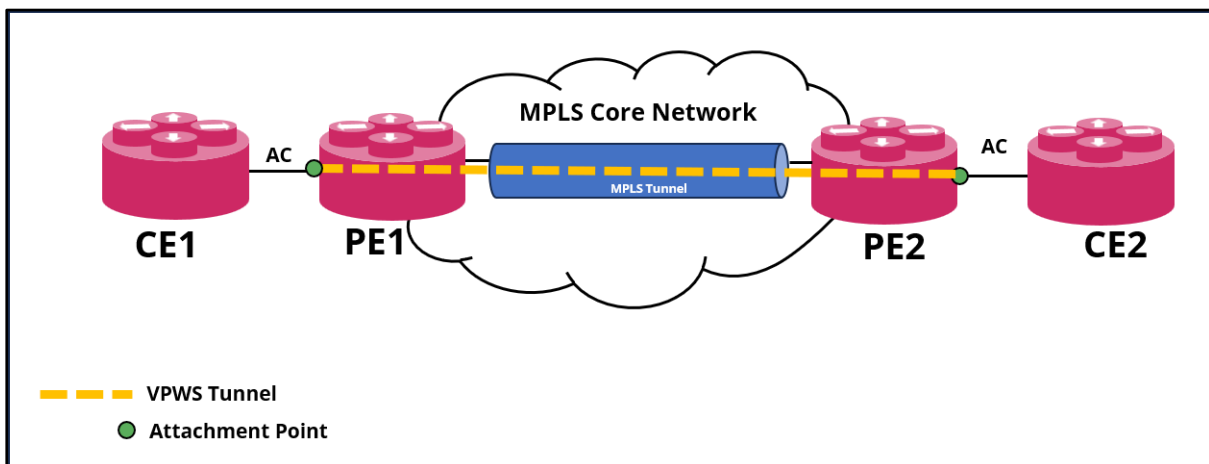 MPLS Core Network
AC
AC
MPLS Tunnel
CE1
PE1
PE2
CE2
VPWS Tunnel
Attachment Point